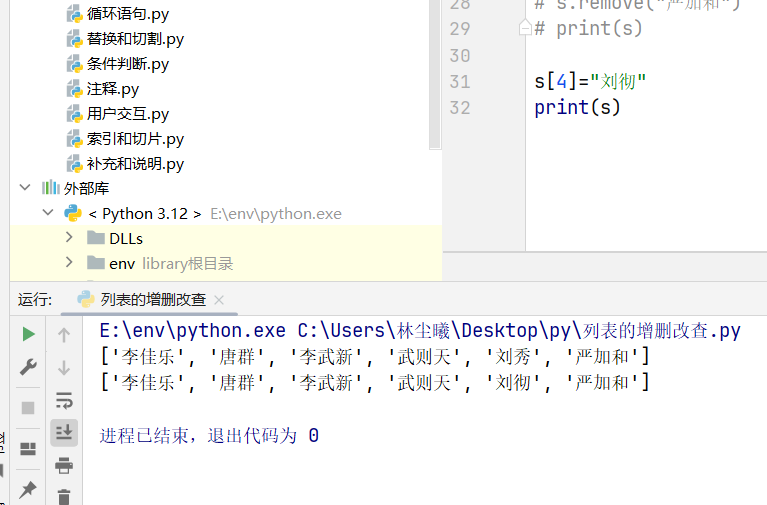 循环语句.py
替换和切割.py
条件判断.py
注释.py
用户交互.py
索引和切片.py
补充和说明.py
外部库
< Python 3.12 > E:\env\python.exe
DLLs
env library根目录
28 # s.remove("严加和")
29 # print(s)
30
31 s[4]="刘彻"
32 print(s)
运行: 列表的增删改查 ×
E:\env\python.exe C:\Users\林尘曦\Desktop\py\列表的增删改查.py
['李佳乐', '唐群', '李武新', '武则天', '刘秀', '严加和']
['李佳乐', '唐群', '李武新', '武则天', '刘彻', '严加和']
进程已结束，退出代码为 0